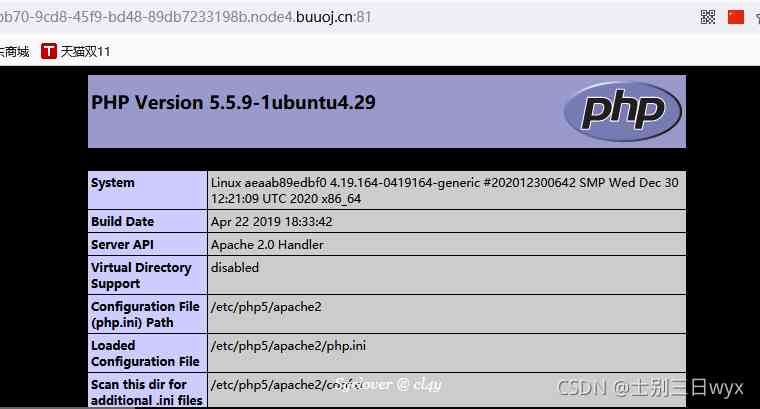 bb70-9cd8-45f9-bd48-89db7233198b.node4.buuoj.cn:81
东商城 天猫双11
PHP Version 5.5.9-1ubuntu4.29
php
System Linux aeaab89edbf0 4.19.164-0419164-generic #202012300642 SMP Wed Dec 30
12:21:09 UTC 2020 x86_64
Build Date Apr 22 2019 18:33:42
Server API Apache 2.0 Handler
Virtual Directory disabled
Support
Configuration File /etc/php5/apache2
(php.ini) Path
Loaded /etc/php5/apache2/php.ini
Configuration File
Scan this dir for /etc/php5/apache2/
additional .ini files
@ cl4y
CSDN @士别三日wyx